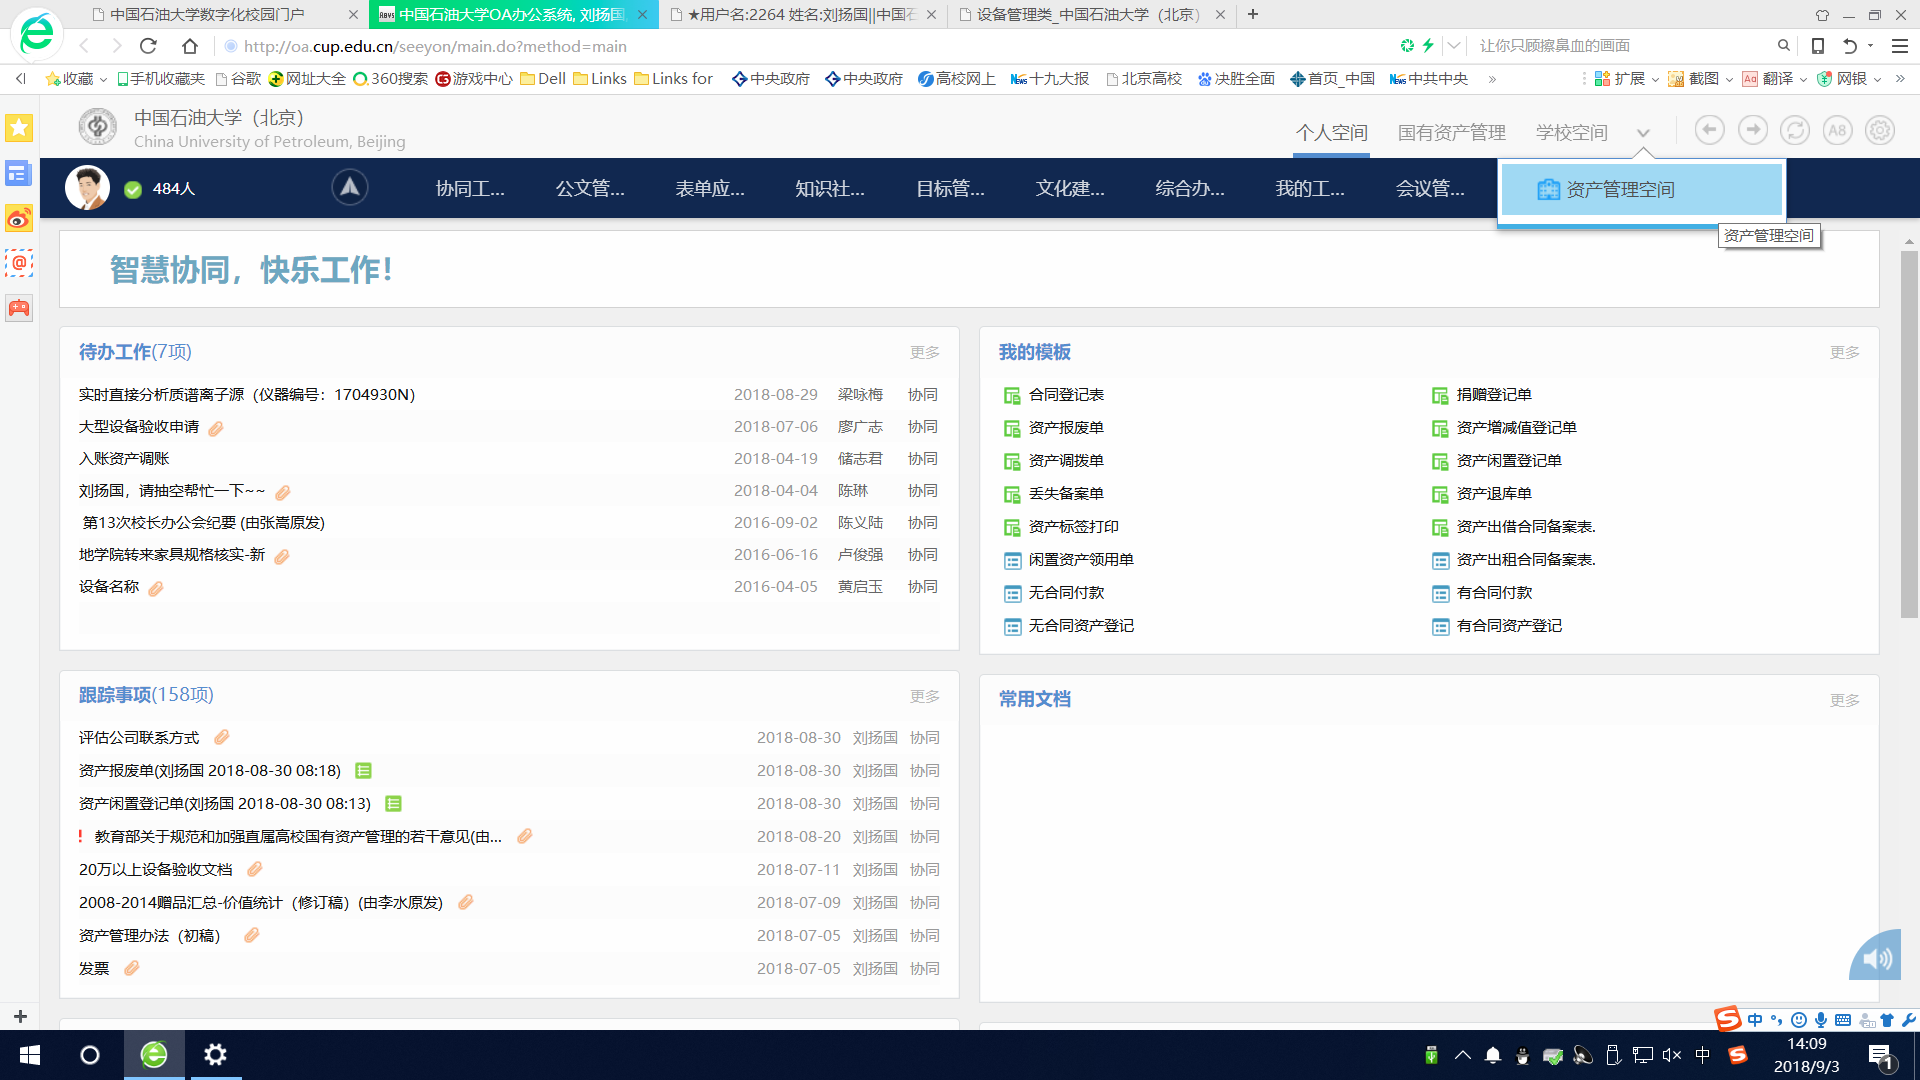 中国石油大学数字化校园门户
中国石油大学OA办公系统, 刘扬国,
★用户名:2264 姓名:刘扬国||中国石
设备管理类_中国石油大学（北京）
http://oa.cup.edu.cn/seeyon/main.do?method=main
让你只顾擦鼻血的画面
收藏 手机收藏夹 谷歌 网址大全 360搜索 游戏中心 Dell Links Links for 中央政府 中央政府 高校网上 十九大报 北京高校 决胜全面 首页_中国 中共中央 » 扩展 截图 翻译 网银 »
中国石油大学（北京）
China University of Petroleum, Beijing
个人空间 国有资产管理 学校空间
A8
484人
协同工... 公文管... 表单应... 知识社... 目标管... 文化建... 综合办... 我的工... 会议管...
资产管理空间
资产管理空间
智慧协同，快乐工作！
待办工作(7项) 更多
实时直接分析质谱离子源（仪器编号：1704930N） 2018-08-29 梁咏梅 协同
大型设备验收申请 2018-07-06 廖广志 协同
入账资产调账 2018-04-19 储志君 协同
刘扬国，请抽空帮忙一下~~ 2018-04-04 陈琳 协同
第13次校长办公会纪要 (由张嵩原发) 2016-09-02 陈义陆 协同
地学院转来家具规格核实-新 2016-06-16 卢俊强 协同
设备名称 2016-04-05 黄启玉 协同
我的模板 更多
合同登记表 捐赠登记单
资产报废单 资产增减值登记单
资产调拨单 资产闲置登记单
丢失备案单 资产退库单
资产标签打印 资产出借合同备案表.
闲置资产领用单 资产出租合同备案表.
无合同付款 有合同付款
无合同资产登记 有合同资产登记
跟踪事项(158项) 更多
评估公司联系方式 2018-08-30 刘扬国 协同
资产报废单(刘扬国 2018-08-30 08:18) 2018-08-30 刘扬国 协同
资产闲置登记单(刘扬国 2018-08-30 08:13) 2018-08-30 刘扬国 协同
! 教育部关于规范和加强直属高校国有资产管理的若干意见(由... 2018-08-20 刘扬国 协同
20万以上设备验收文档 2018-07-11 刘扬国 协同
2008-2014赠品汇总-价值统计（修订稿）(由李水原发) 2018-07-09 刘扬国 协同
资产管理办法（初稿） 2018-07-05 刘扬国 协同
发票 2018-07-05 刘扬国 协同
常用文档 更多
中
中
14:09
2018/9/3
1